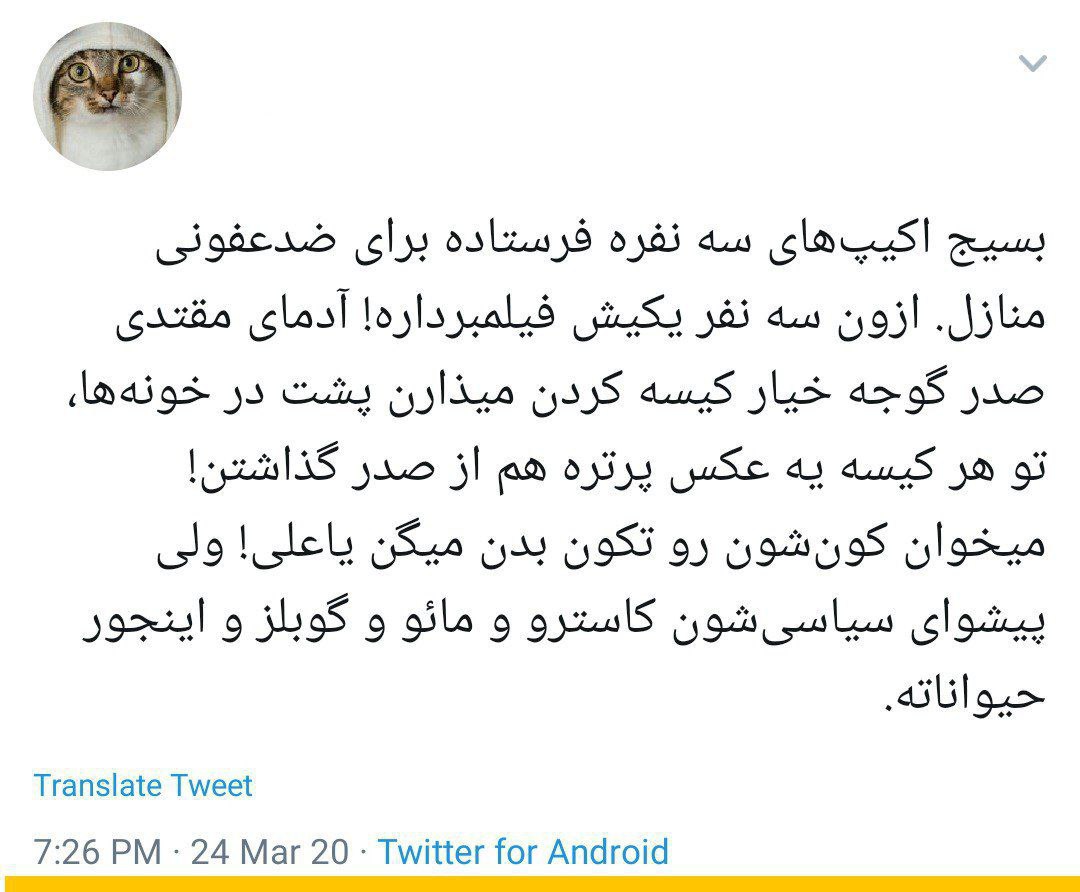 بسیج اکیپ‌های سه نفره فرستاده برای ضدعفونی
منازل. ازون سه نفر یکیش فیلمبرداره! آدمای مقتدی
صدر گوجه خیار کیسه کردن میذارن پشت در خونه‌ها،
تو هر کیسه یه عکس پرتره هم از صدر گذاشتن!
میخوان کون‌شون رو تکون بدن میگن یاعلی! ولی
پیشوای سیاسی‌شون کاسترو و مائو و گوبلز و اینجور
حیواناته.
Translate Tweet
7:26 PM · 24 Mar 20 · Twitter for Android